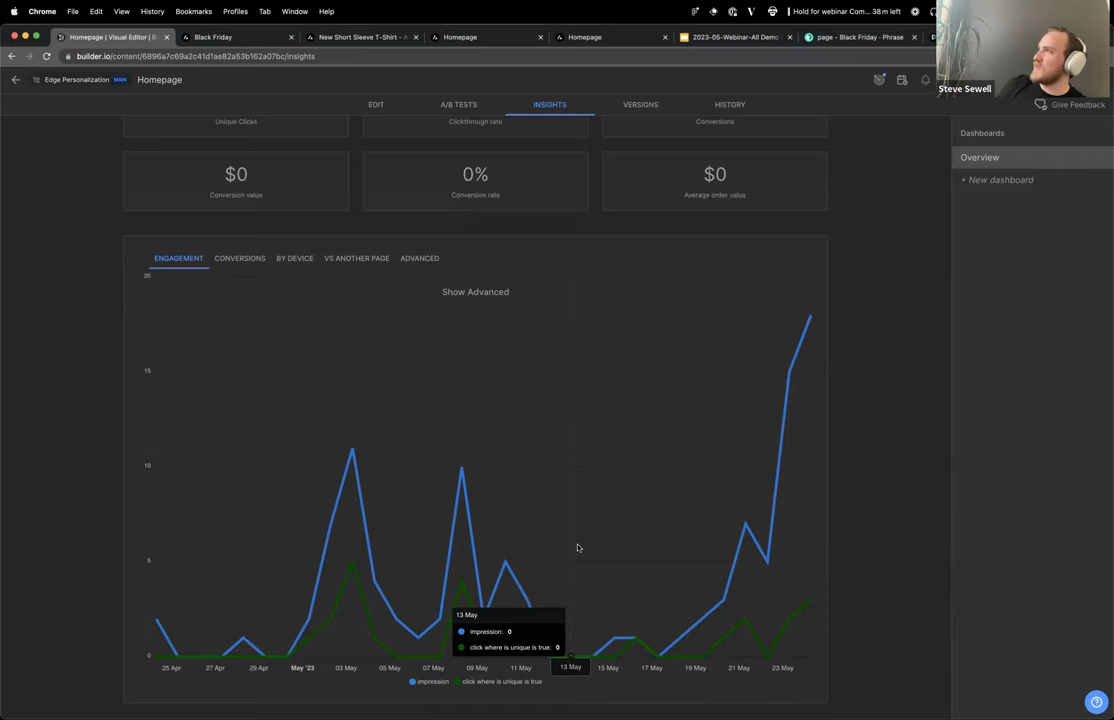 Chrome File Edit View History Bookmarks Profiles Tab Window Help
Hold for webinar Com... 38 m left
Homepage | Visual Editor | B
Black Friday
New Short Sleeve T-Shirt – A
Homepage
Homepage
2023-05-Webinar-All Demo
page - Black Friday - Phrase
builder.io/content/6896a7c69a2c41d1ae82a53b162a07bc/insights
Steve Sewell
Edge Personalization MAIN Homepage
EDIT A/B TESTS INSIGHTS VERSIONS HISTORY
Give Feedback
Unique Clicks
Clickthrough rate
Conversions
$0
Conversion value
0%
Conversion rate
$0
Average order value
Dashboards
Overview
+ New dashboard
ENGAGEMENT CONVERSIONS BY DEVICE VS ANOTHER PAGE ADVANCED
Show Advanced
20
15
10
5
0
13 May
impression: 0
click where is unique is true: 0
25 Apr 27 Apr 29 Apr May '23 03 May 05 May 07 May 09 May 11 May 13 May 15 May 17 May 19 May 21 May 23 May
impression click where is unique is true